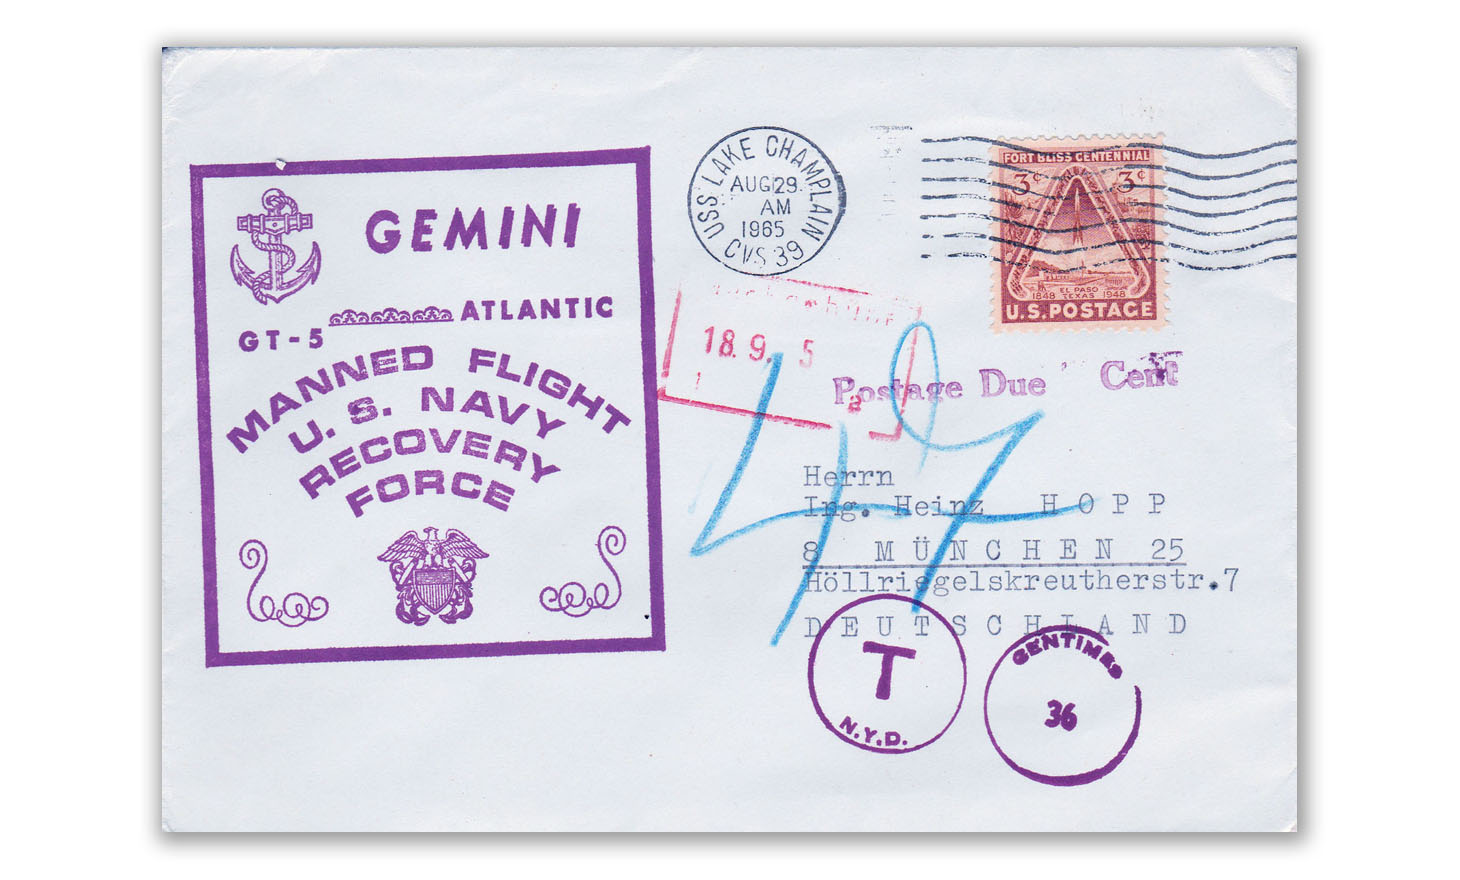 GEMINI
GT-5 ATLANTIC
MANNED FLIGHT
U. S. NAVY
RECOVERY
FORCE
USS LAKE CHAMPLAIN
AUG 29
AM
1965
CVS 39
FORT BLISS CENTENNIAL
3¢ 3¢
EL PASO
1848 TEXAS 1948
U.S. POSTAGE
18. 9. 5
Postage Due Cent
Herrn
Ing. Heinz HOPP
8 MÜNCHEN 25
Höllriegelskreutherstr.7
DEUTSCHLAND
T
N.Y.D.
CENTIMES
36